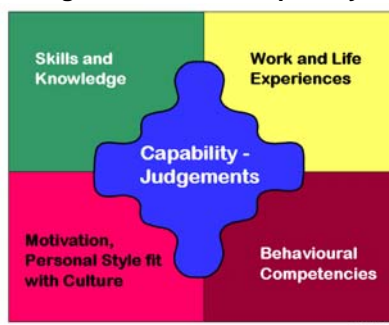 Skills and
Knowledge
Work and Life
Experiences
Capability -
Judgements
Motivation,
Personal Style fit
with Culture
Behavioural
Competencies